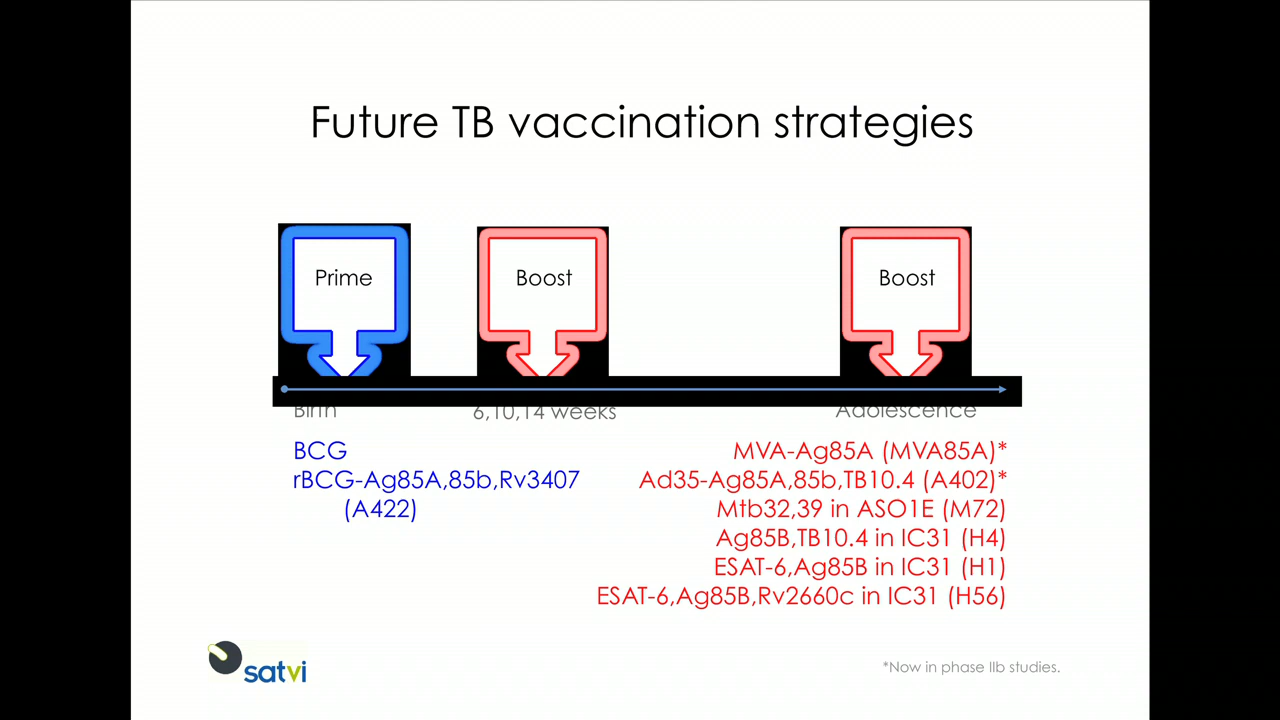 Future TB vaccination strategies
Prime
Boost
Boost
Birth
6,10,14 weeks
Adolescence
BCG
rBCG-Ag85A,85b,Rv3407
(A422)
MVA-Ag85A (MVA85A)*
Ad35-Ag85A,85b,TB10.4 (A402)*
Mtb32,39 in ASO1E (M72)
Ag85B,TB10.4 in IC31 (H4)
ESAT-6,Ag85B in IC31 (H1)
ESAT-6,Ag85B,Rv2660c in IC31 (H56)
satvi
*Now in phase IIb studies.